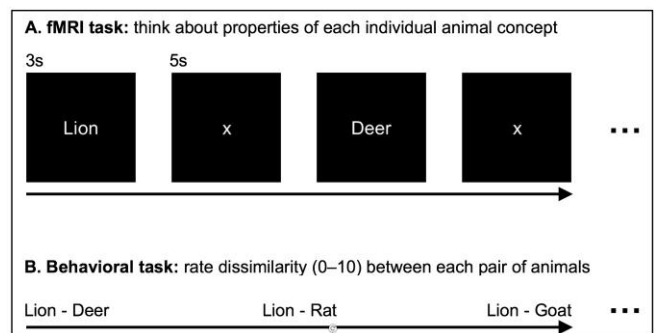 A. fMRI task: think about properties of each individual animal concept
3s 5s
Lion x Deer x ...
B. Behavioral task: rate dissimilarity (0–10) between each pair of animals
Lion - Deer Lion - Rat Lion - Goat ...